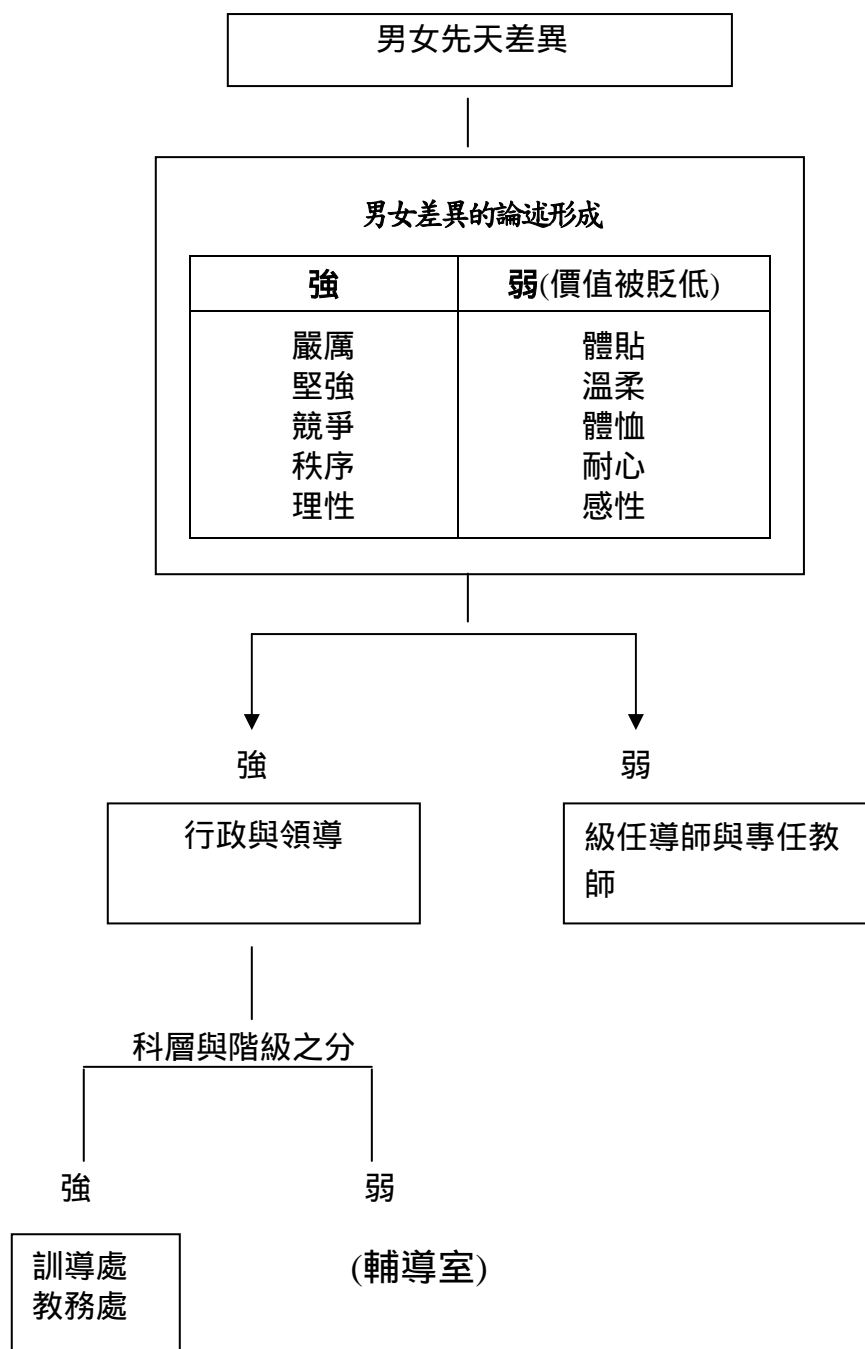 男女先天差異
男女差異的論述形成
強 弱(價值被貶低)
嚴厲 體貼
堅強 溫柔
競爭 體恤
秩序 耐心
理性 感性
強 弱
行政與領導
級任導師與專任教
師
科層與階級之分
強 弱
訓導處
教務處
(輔導室)